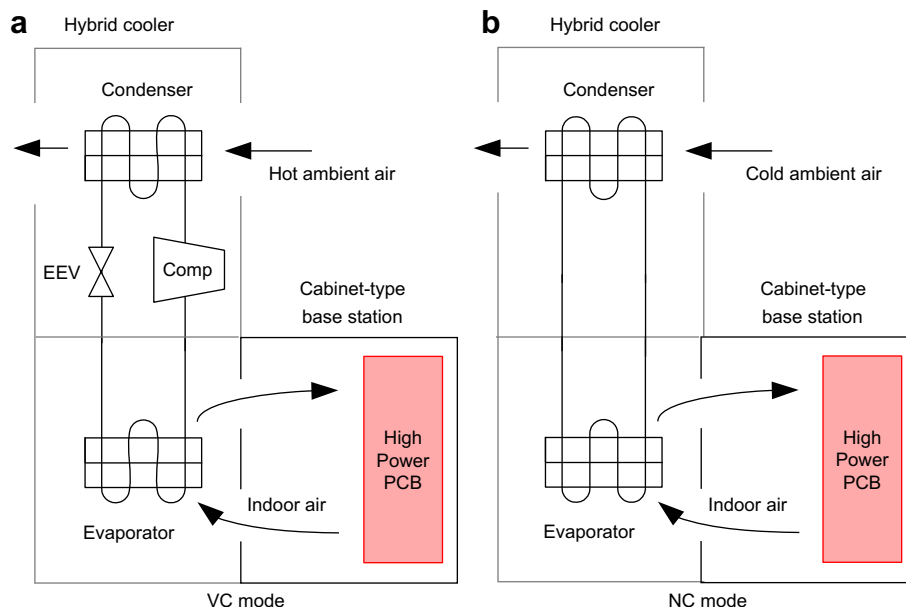 a
Hybrid cooler
Condenser
Hot ambient air
EEV
Comp
Cabinet-type
base station
High
Power
PCB
Indoor air
Evaporator
VC mode
b
Hybrid cooler
Condenser
Cold ambient air
Cabinet-type
base station
High
Power
PCB
Indoor air
Evaporator
NC mode